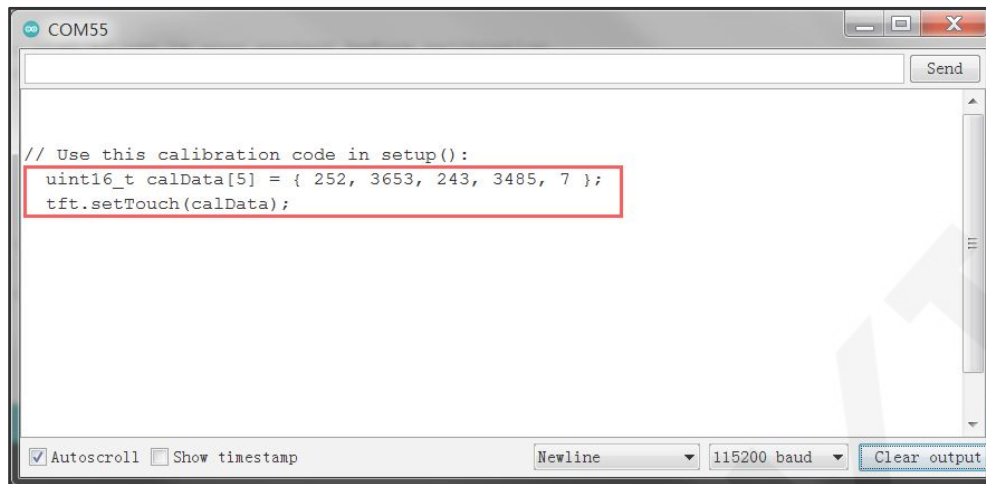 COM55
Send
// Use this calibration code in setup():
uint16_t calData[5] = { 252, 3653, 243, 3485, 7 };
tft.setTouch(calData);
Autoscroll Show timestamp Newline 115200 baud Clear output